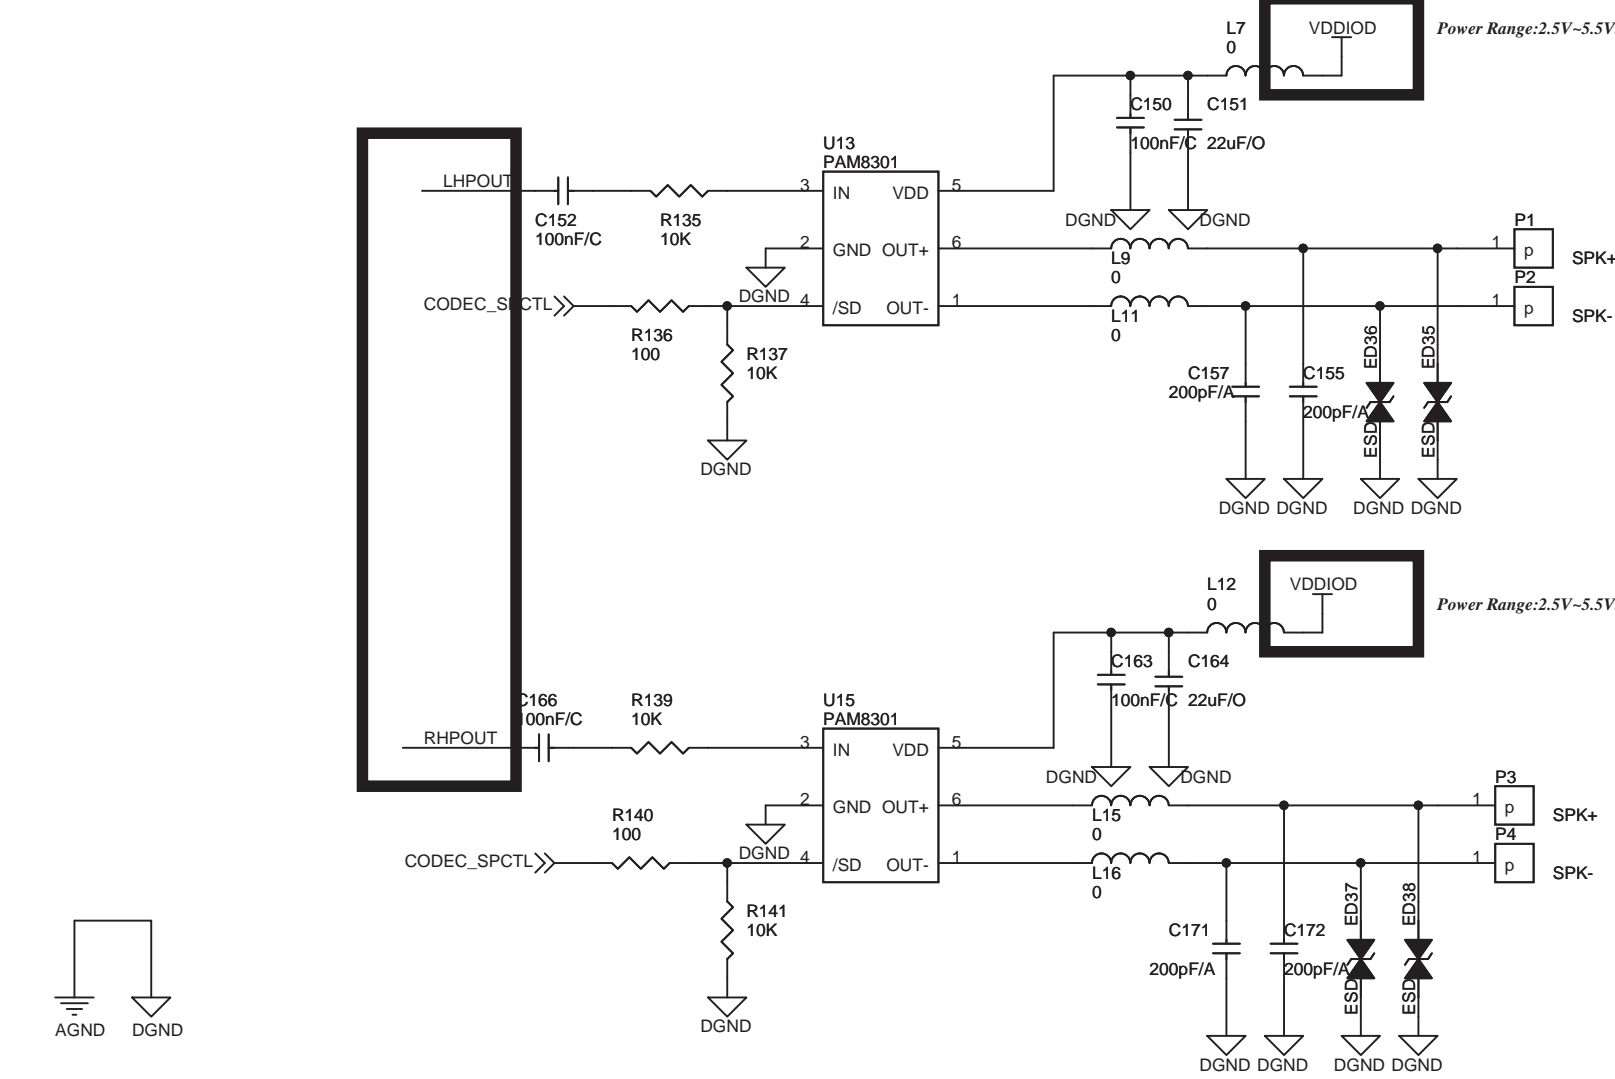 L7
0
VDDIOD
Power Range:2.5V~5.5V
C150
100nF/C
C151
22uF/O
DGND
DGND
U13
PAM8301
LHPOUT
C152
100nF/C
R135
10K
3
IN
VDD
5
2
GND
OUT+
6
DGND
4
/SD
OUT-
1
CODEC_SPCTL
R136
100
R137
10K
DGND
L9
0
L11
0
1
P1
p
SPK+
1
P2
p
SPK-
C157
200pF/A
C155
200pF/A
ED36
ESD
ED35
ESD
DGND
DGND
DGND
DGND
L12
0
VDDIOD
Power Range:2.5V~5.5V
C163
100nF/C
C164
22uF/O
DGND
DGND
U15
PAM8301
RHPOUT
C166
100nF/C
R139
10K
3
IN
VDD
5
2
GND
OUT+
6
DGND
4
/SD
OUT-
1
CODEC_SPCTL
R140
100
R141
10K
DGND
L15
0
L16
0
1
P3
p
SPK+
1
P4
p
SPK-
C171
200pF/A
C172
200pF/A
ED37
ESD
ED38
ESD
DGND
DGND
DGND
DGND
AGND
DGND